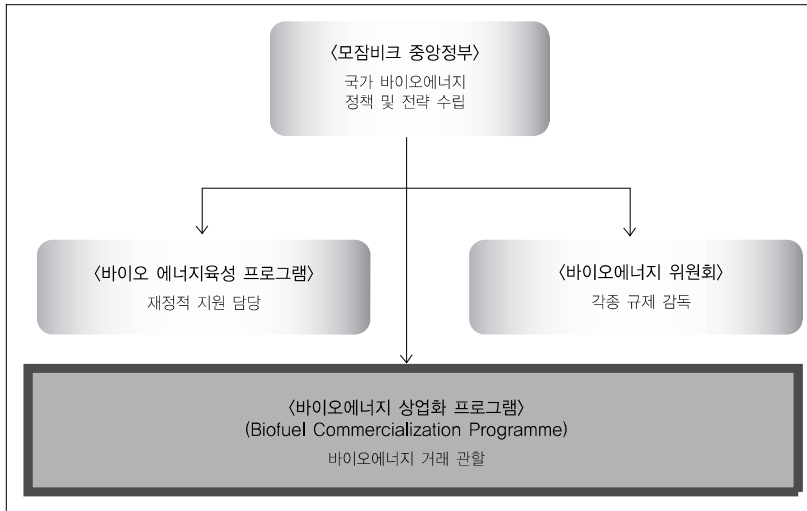 〈모잠비크 중앙정부〉
국가 바이오에너지
정책 및 전략 수립
〈바이오 에너지육성 프로그램〉
재정적 지원 담당
〈바이오에너지 위원회〉
각종 규제 감독
〈바이오에너지 상업화 프로그램〉
(Biofuel Commercialization Programme)
바이오에너지 거래 관할